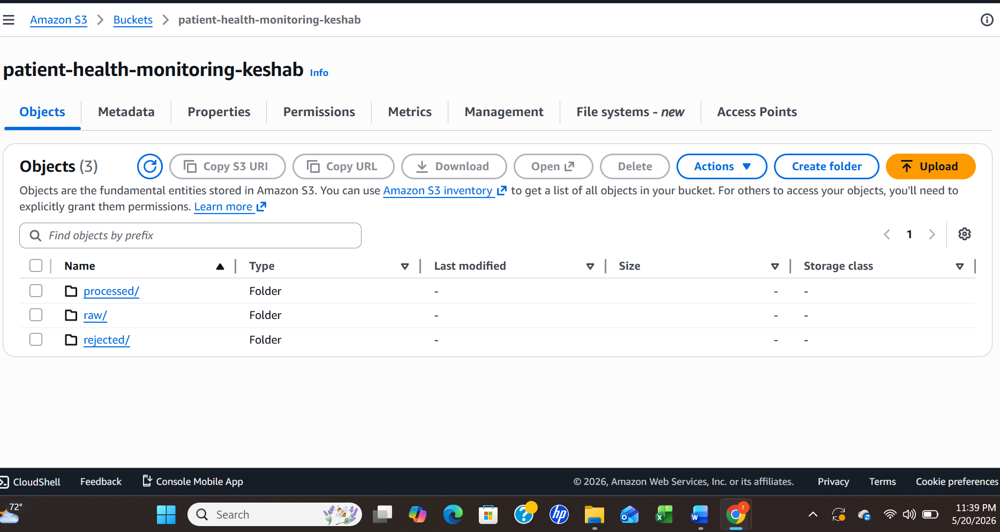 Amazon S3 > Buckets > patient-health-monitoring-keshab
patient-health-monitoring-keshab Info
Objects Metadata Properties Permissions Metrics Management File systems - new Access Points
Objects (3) Copy S3 URI Copy URL Download Open Delete Actions Create folder Upload
Objects are the fundamental entities stored in Amazon S3. You can use Amazon S3 inventory to get a list of all objects in your bucket. For others to access your objects, you'll need to
explicitly grant them permissions. Learn more
Find objects by prefix
1
Name Type Last modified Size Storage class
processed/ Folder - - -
raw/ Folder - - -
rejected/ Folder - - -
CloudShell Feedback Console Mobile App © 2026, Amazon Web Services, Inc. or its affiliates. Privacy Terms Cookie preferences
72°
Search
11:39 PM
5/20/2026